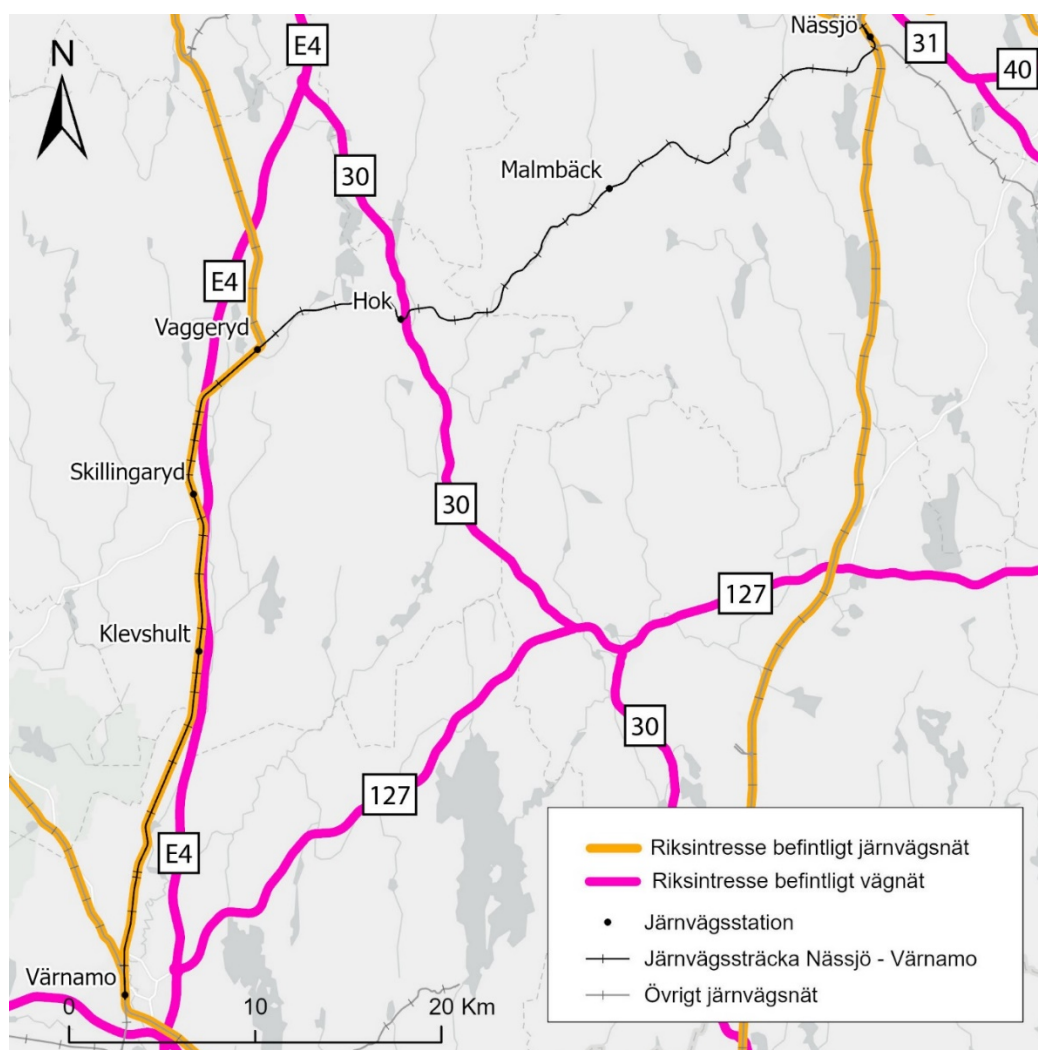 Nässjö
E4
31
N
40
Malmbäck
30
E4
Hok
Vaggeryd
Skillingaryd
30
127
Klevshult
30
127
E4
Riksintresse befintligt järnvägsnät
Riksintresse befintligt vägnät
Järnvägsstation
Järnvägssträcka Nässjö - Värnamo
Övrigt järnvägsnät
Värnamo
0 10 20 Km